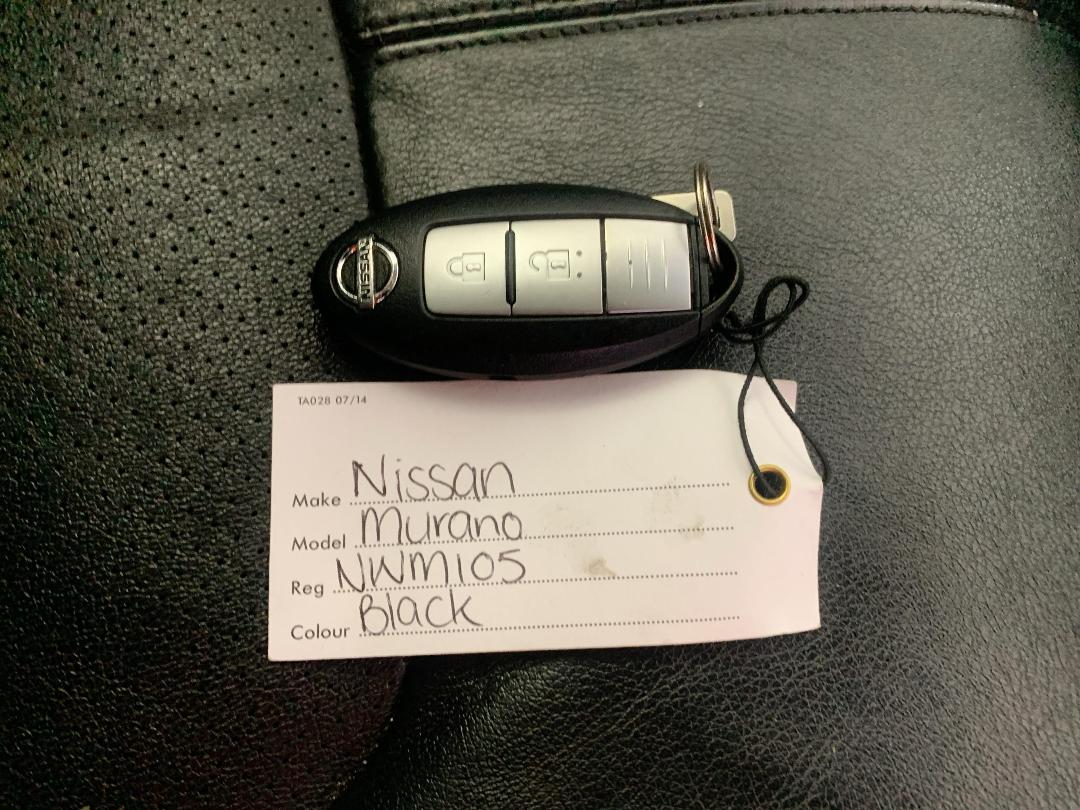 NISSAN
TA028 07/14
Make Nissan
Model Murano
Reg NWM105
Colour Black